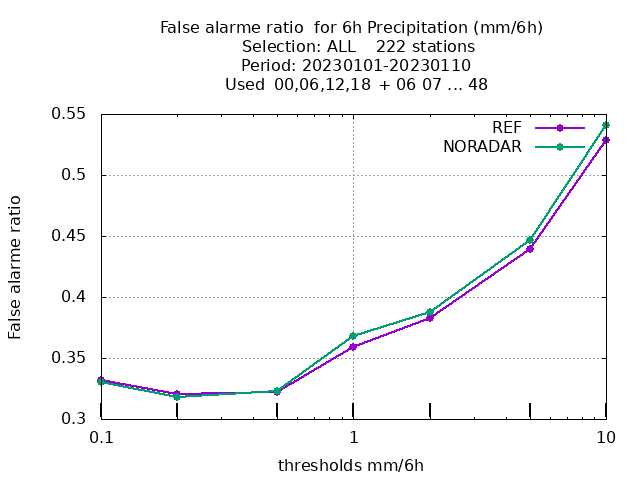 False alarme ratio  for 6h Precipitation (mm/6h)
Selection: ALL    222 stations
Period: 20230101-20230110
Used  00,06,12,18  + 06 07 ... 48
0.55
0.5
0.45
0.4
0.35
0.3
False alarme ratio
REF
NORADAR
0.1
1
10
thresholds mm/6h